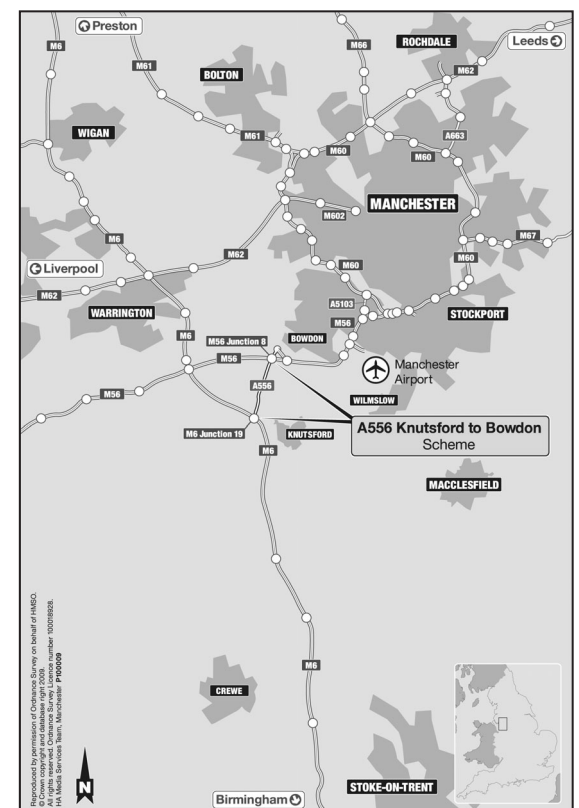 Preston
M6
M61
M66
ROCHDALE
Leeds
BOLTON
M62
WIGAN
M61
A663
M60
M60
MANCHESTER
M602
M6
M62
M67
M60
M60
Liverpool
M62
A5103
WARRINGTON
M56
STOCKPORT
M6
M56 Junction 8
BOWDON
M56
Manchester
Airport
M56
A556
WILMSLOW
A556 Knutsford to Bowdon
Scheme
M6 Junction 19
KNUTSFORD
M6
MACCLESFIELD
Reproduced by permission of Ordnance Survey on behalf of HMSO.
© Crown copyright and database right 2009.
All rights reserved. Ordnance Survey Licence number 100018928.
HA Media Services Team, Manchester P100009
M6
CREWE
N
STOKE-ON-TRENT
Birmingham